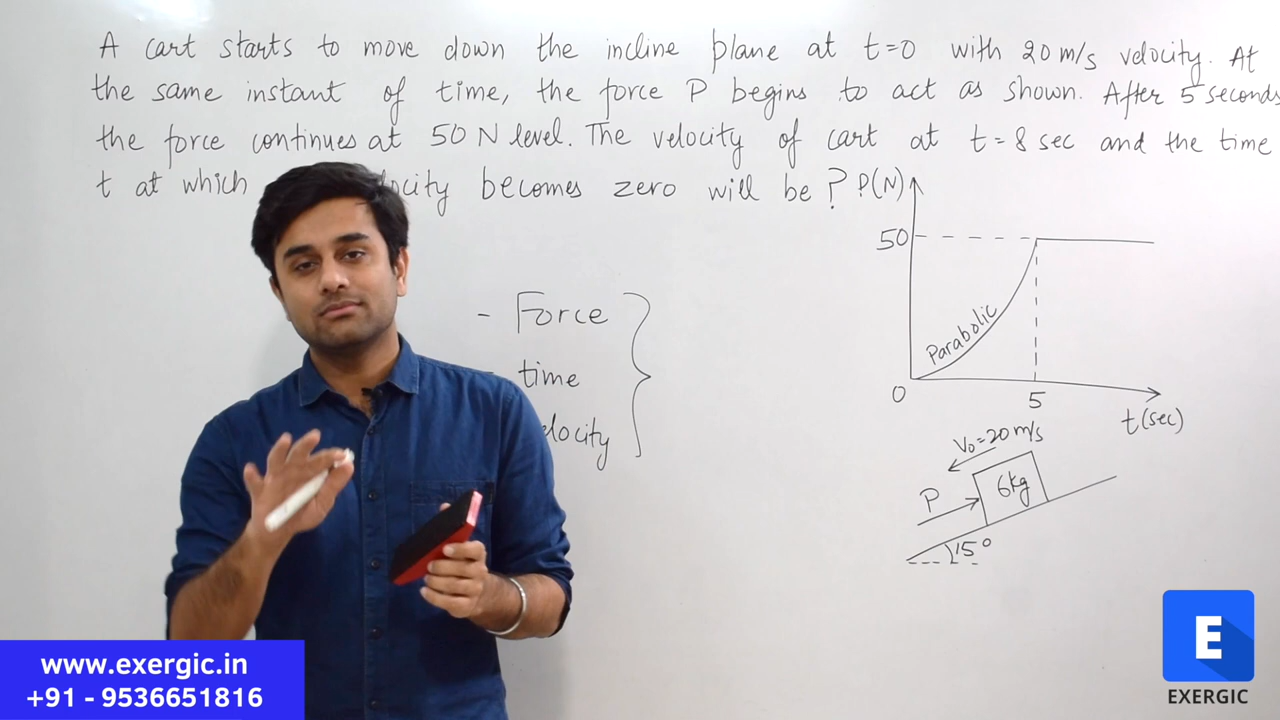 A cart starts to move down the incline plane at t=0 with 20 m/s velocity. At
the same instant of time, the force P begins to act as shown. After 5 seconds
the force continues at 50 N level. The velocity of cart at t=8 sec and the time
t at which becomes zero will be?
P(N)
50
Parabolic
0
5
t(sec)
- Force
time
V₀=20m/s
P
6kg
15°
www.exergic.in
+91 - 9536651816
E
EXERGIC